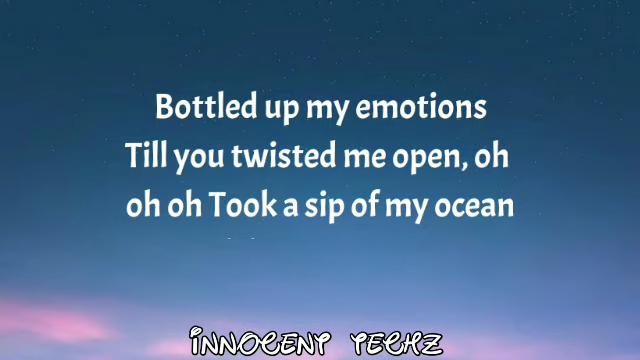 Bottled up my emotions
Till you twisted me open, oh
oh oh Took a sip of my ocean
INNOCENT TECHZ